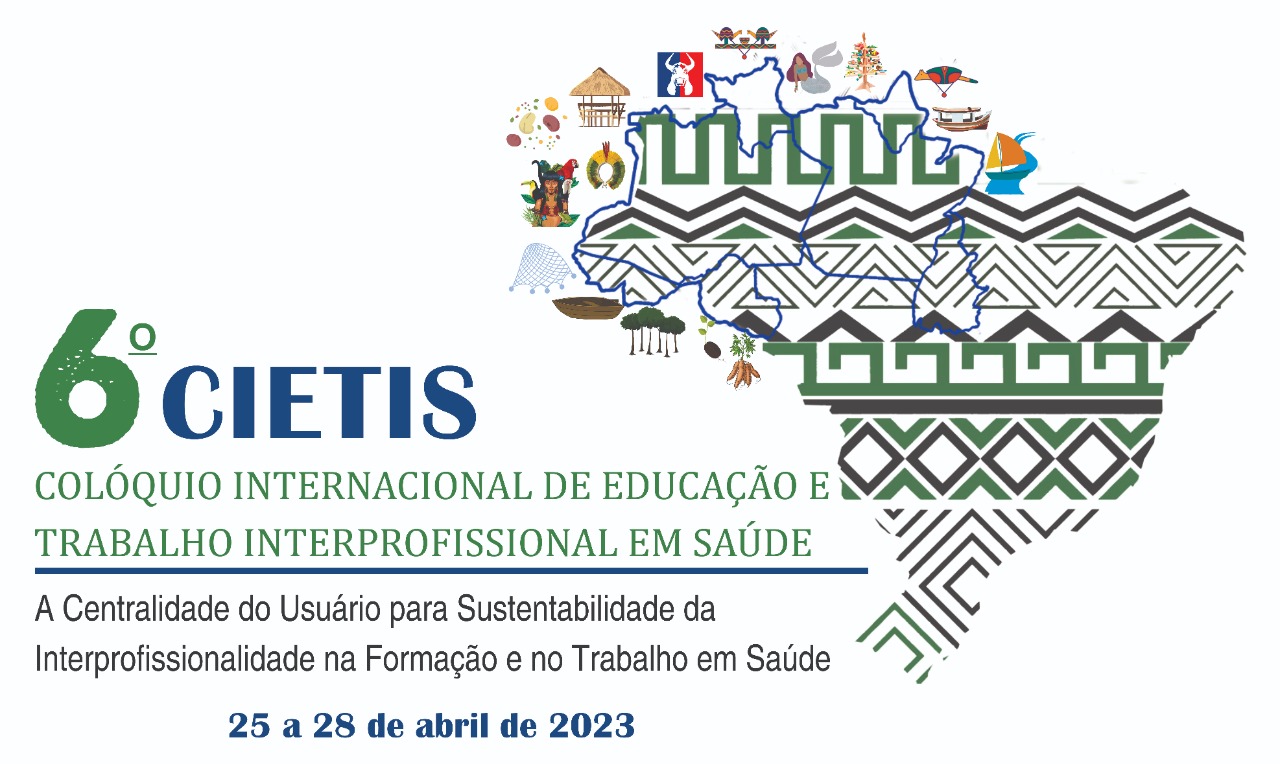 6º CIETIS
COLÓQUIO INTERNACIONAL DE EDUCAÇÃO E
TRABALHO INTERPROFISSIONAL EM SAÚDE
A Centralidade do Usuário para Sustentabilidade da
Interprofissionalidade na Formação e no Trabalho em Saúde
25 a 28 de abril de 2023